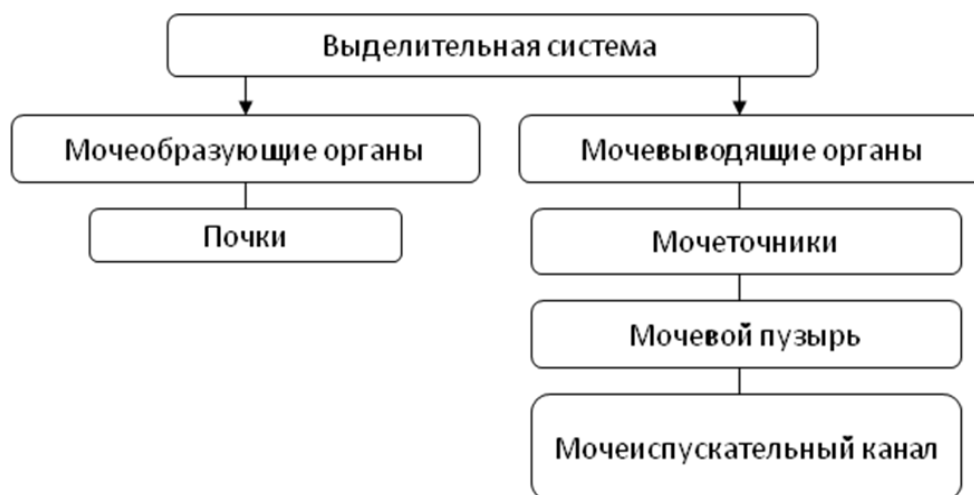 Выделительная система
Мочеобразующие органы
Мочевыводящие органы
Почки
Мочеточники
Мочевой пузырь
Мочеиспускательный канал